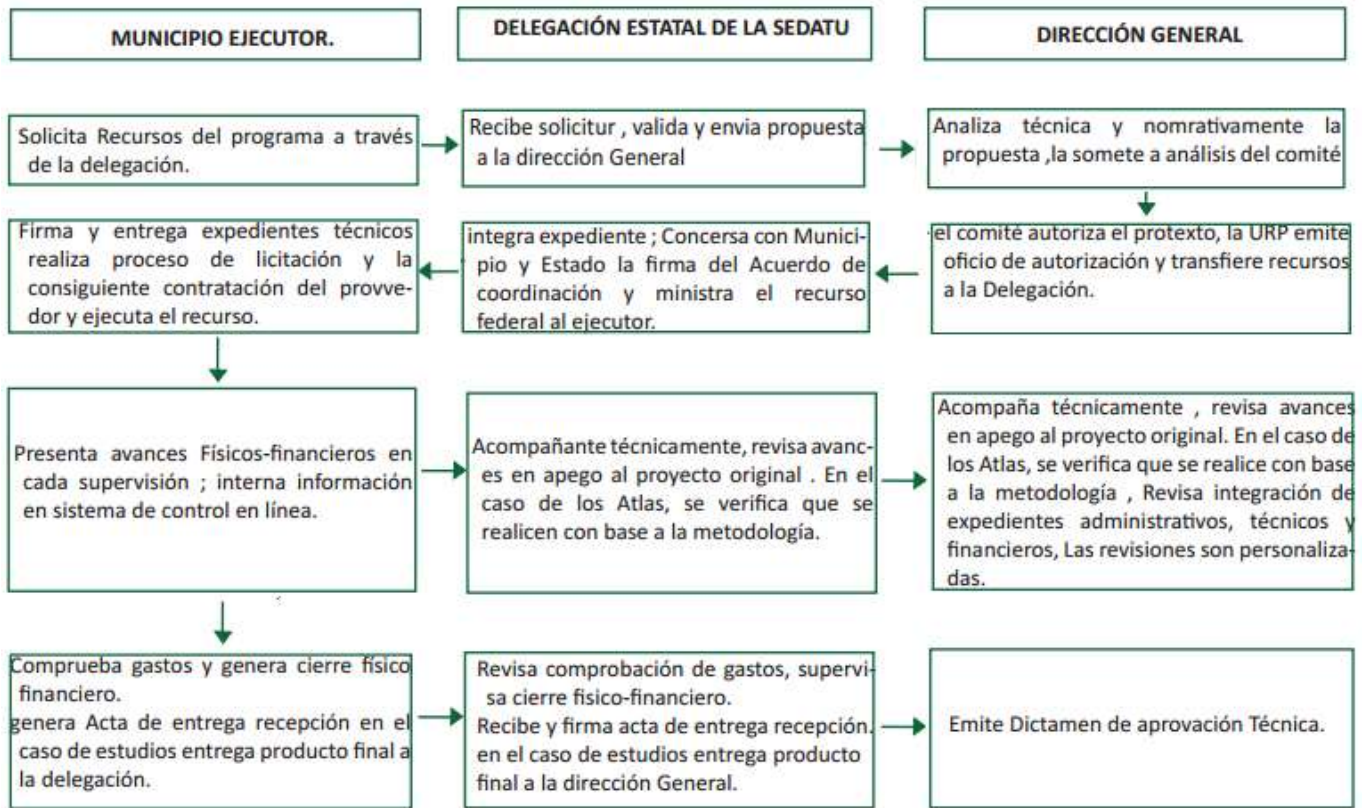 MUNICIPIO EJECUTOR.
DELEGACIÓN ESTATAL DE LA SEDATU
DIRECCIÓN GENERAL
Solicita Recursos del programa a través
de la delegación.
Recibe solicitur , valida y envia propuesta
a la dirección General
Analiza técnica y nomrativamente la
propuesta ,la somete a análisis del comité
Firma y entrega expedientes técnicos
realiza proceso de licitación y la
consiguiente contratación del provve-
dor y ejecuta el recurso.
integra expediente ; Concersa con Munici-
pio y Estado la firma del Acuerdo de
coordinación y ministra el recurso
federal al ejecutor.
el comité autoriza el protexto, la URP emite
oficio de autorización y transfiere recursos
a la Delegación.
Presenta avances Físicos-financieros en
cada supervisión ; interna información
en sistema de control en línea.
Acompañante técnicamente, revisa avanc-
es en apego al proyecto original . En el
caso de los Atlas, se verifica que se
realicen con base a la metodología.
Acompaña técnicamente , revisa avances
en apego al proyecto original. En el caso de
los Atlas, se verifica que se realice con base
a la metodología , Revisa integración de
expedientes administrativos, técnicos y
financieros, Las revisiones son personaliza-
das.
Comprueba gastos y genera cierre físico
financiero.
genera Acta de entrega recepción en el
caso de estudios entrega producto final a
la delegación.
Revisa comprobación de gastos, supervi-
sa cierre fisico-financiero.
Recibe y firma acta de entrega recepción.
en el caso de estudios entrega producto
final a la dirección General.
Emite Dictamen de aprovación Técnica.